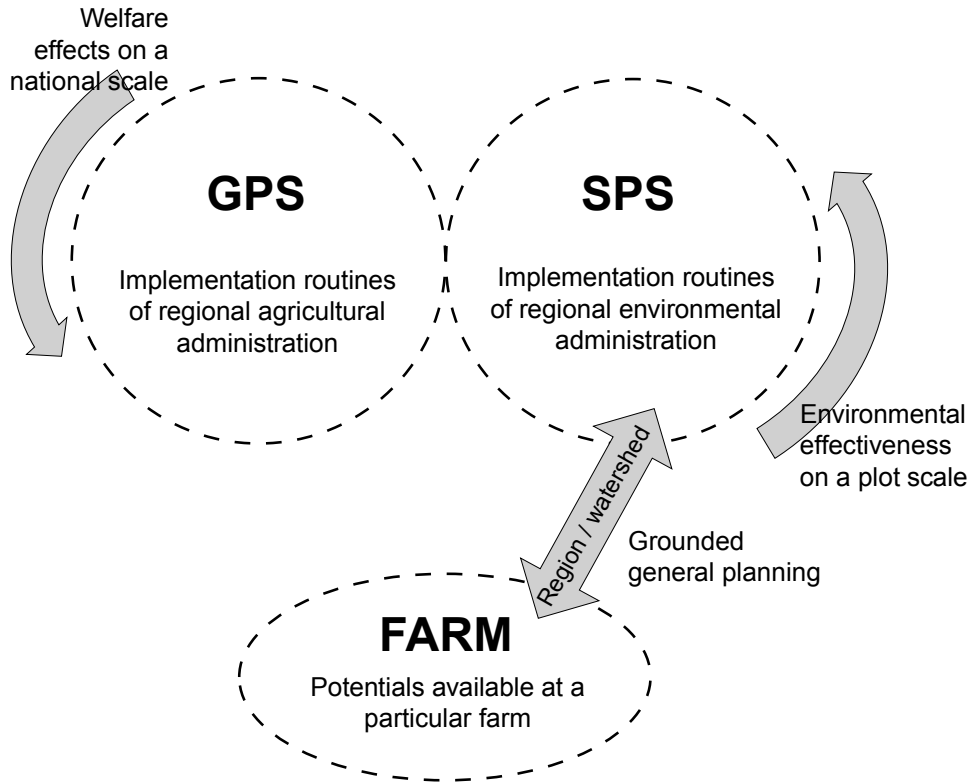 Welfare
effects on a
national scale
GPS
Implementation routines
of regional agricultural
administration
SPS
Implementation routines
of regional environmental
administration
Environmental
effectiveness
on a plot scale
Region / watershed
Grounded
general planning
FARM
Potentials available at a
particular farm